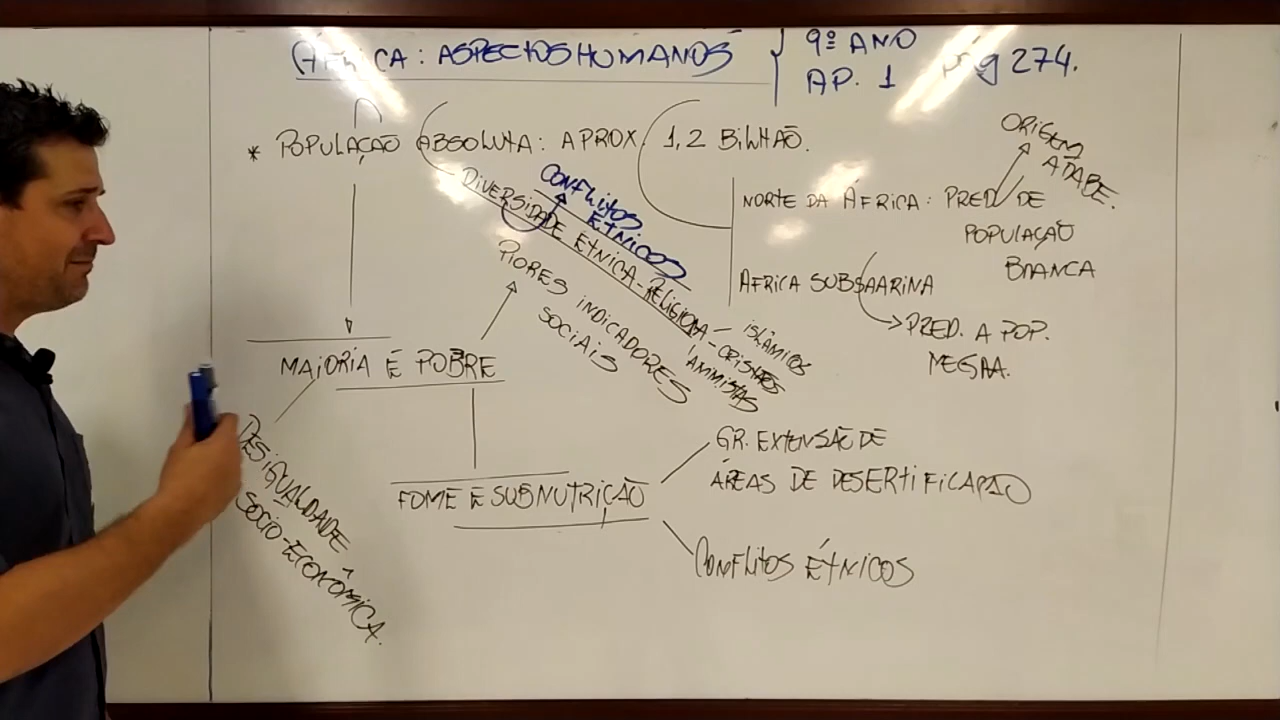 ÁFRICA: ASPECTOS HUMANOS
9º ANO
AP. 1 pág 274.
* POPULAÇÃO ABSOLUTA: APROX. 1,2 BILHÃO.
ORIGEM
ÁRABE.
NORTE DA ÁFRICA: PRED. DE
POPULAÇÃO
BRANCA
ÁFRICA SUBSAARINA
PRED. A POP.
NEGRA.
CONFLITOS
ÉTNICOS
DIVERSIDADE ETNICA-RELIGIOSA
- ISLÂMICOS
- CRISTÃOS
ANIMISTAS
PIORES INDICADORES
SOCIAIS
MAIORIA É POBRE
DESIGUALDADE
SOCIO-ECONÔMICA.
FOME E SUBNUTRIÇÃO
GR. EXTENSÃO DE
ÁREAS DE DESERTIFICAÇÃO
CONFLITOS ÉTNICOS